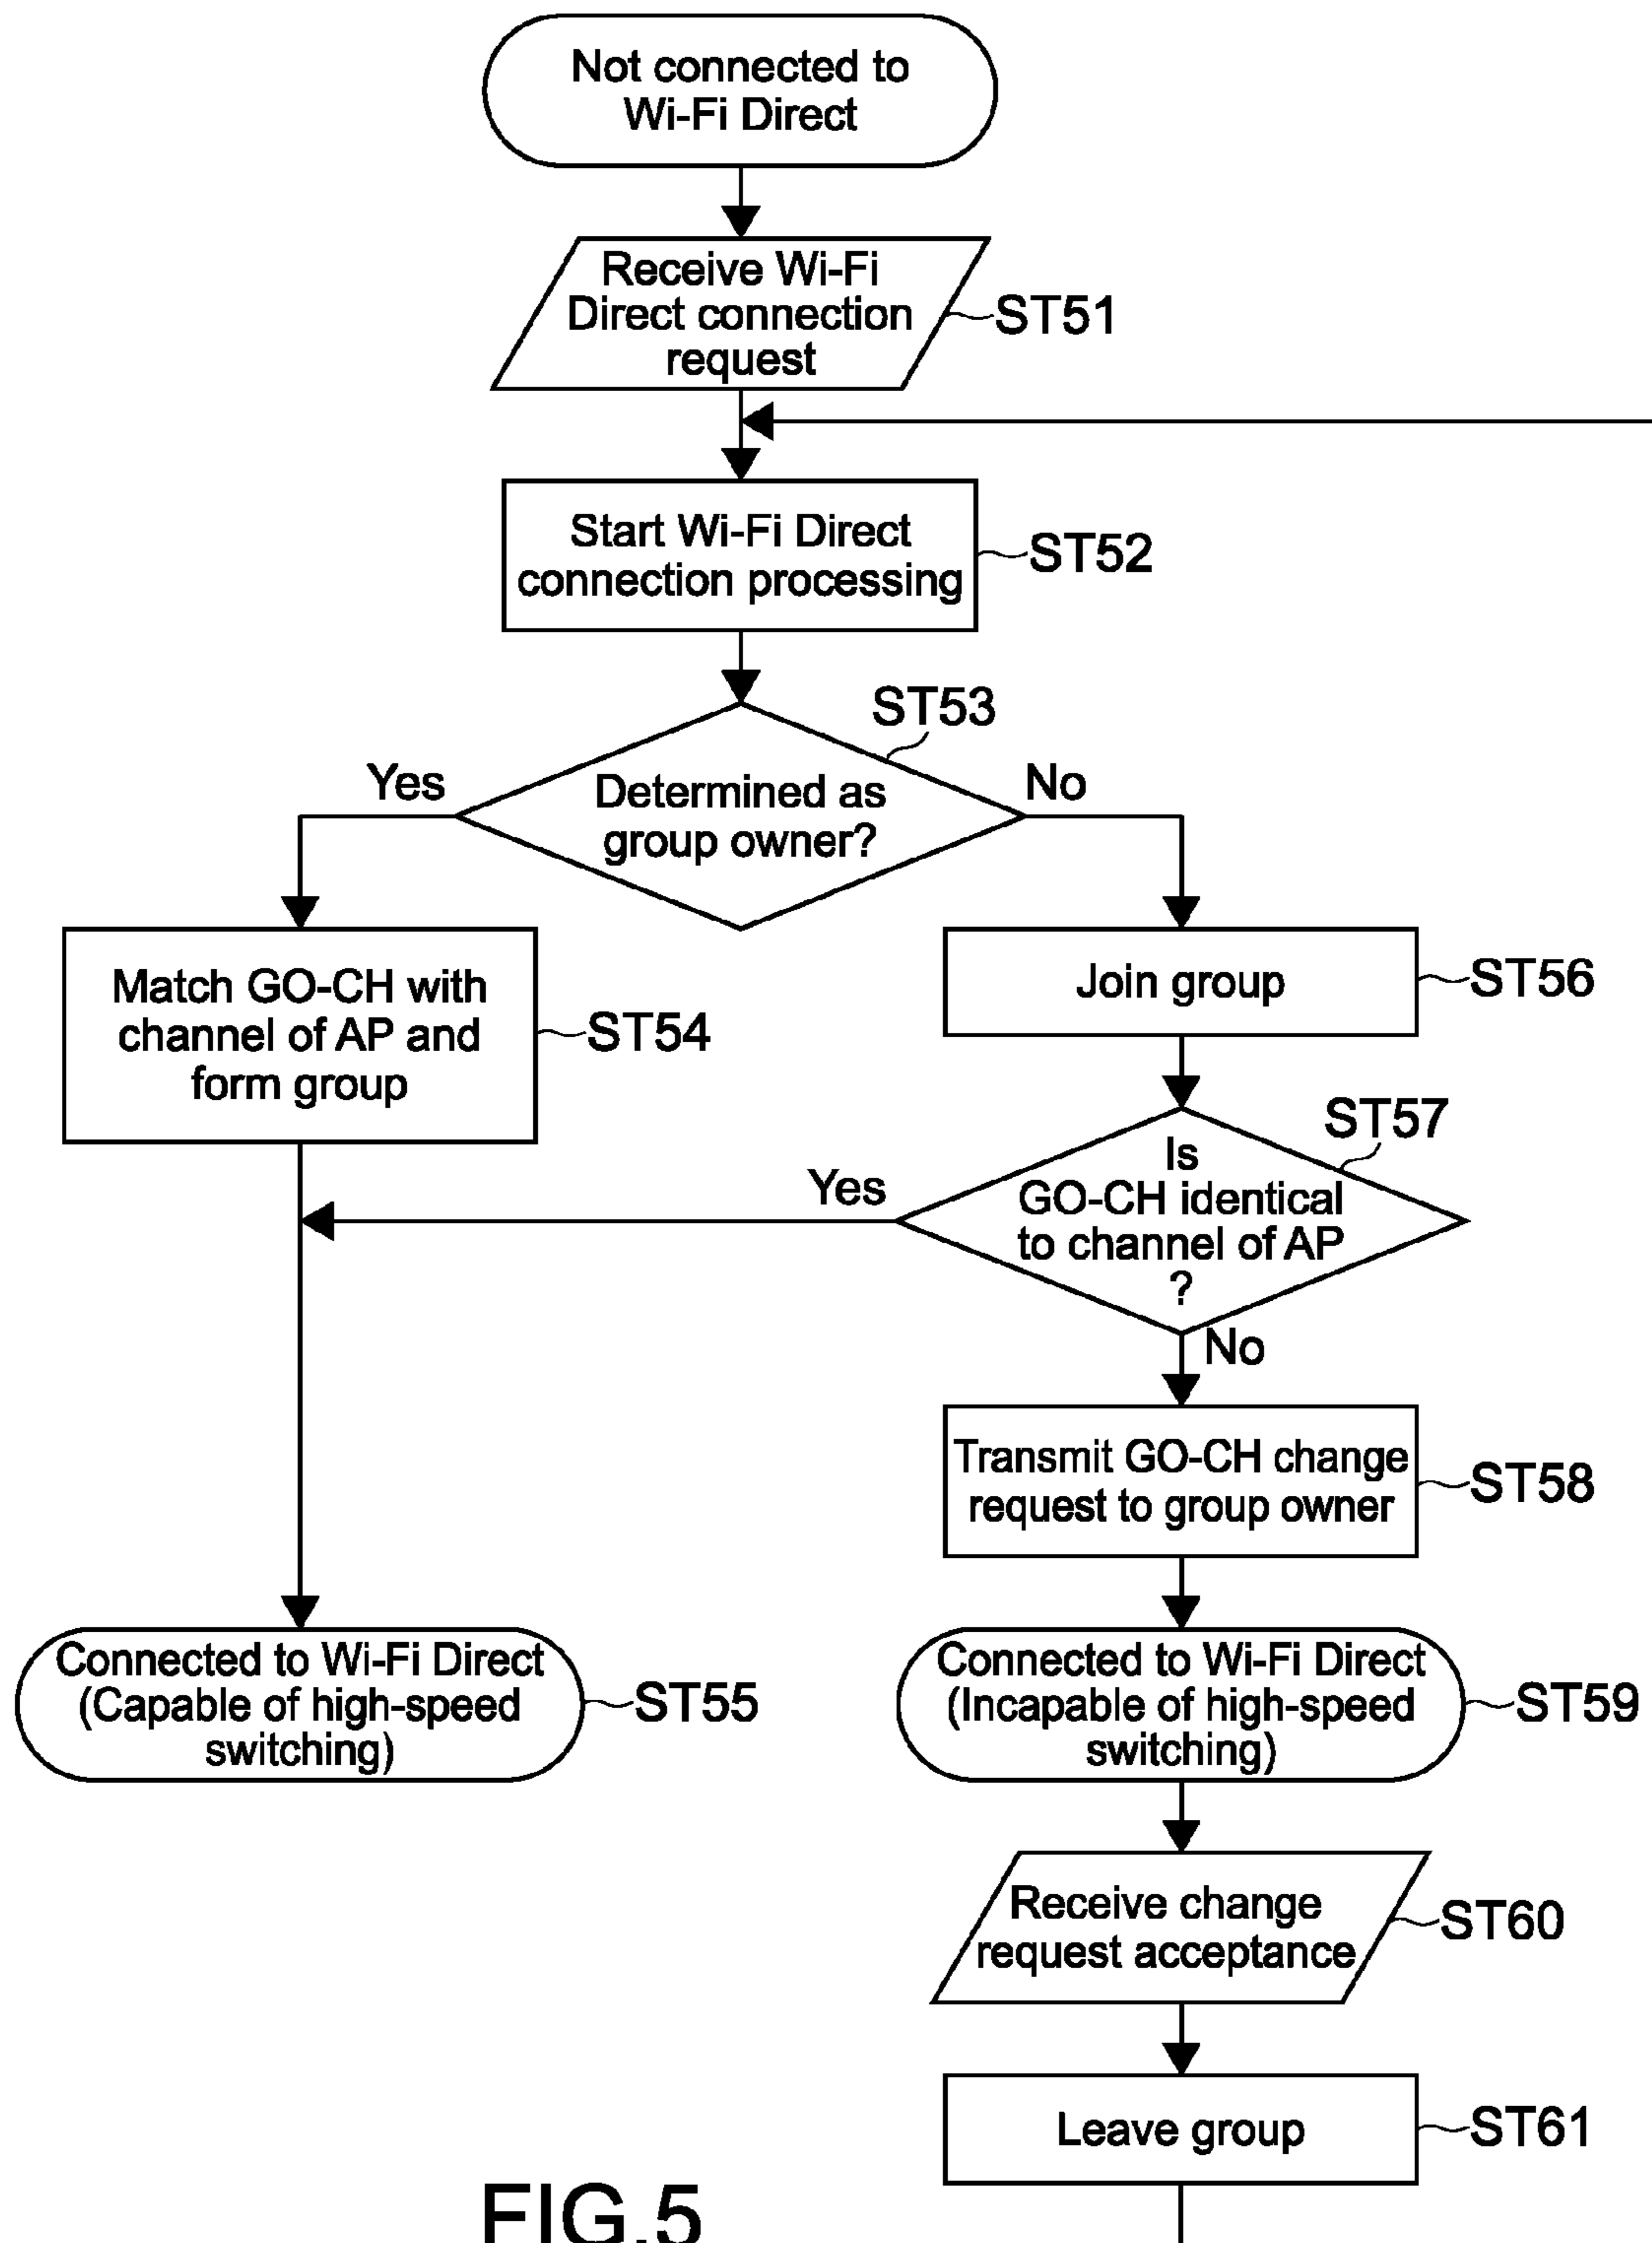 Not connected to
Wi-Fi Direct
Receive Wi-Fi
Direct connection
request
ST51
Start Wi-Fi Direct
connection processing
ST52
ST53
Determined as
group owner?
Yes
No
Match GO-CH with
channel of AP and
form group
ST54
Join group
ST56
ST57
Is
GO-CH identical
to channel of AP
?
Yes
No
Transmit GO-CH change
request to group owner
ST58
Connected to Wi-Fi Direct
(Capable of high-speed
switching)
ST55
Connected to Wi-Fi Direct
(Incapable of high-speed
switching)
ST59
Receive change
request acceptance
ST60
Leave group
ST61
FIG.5